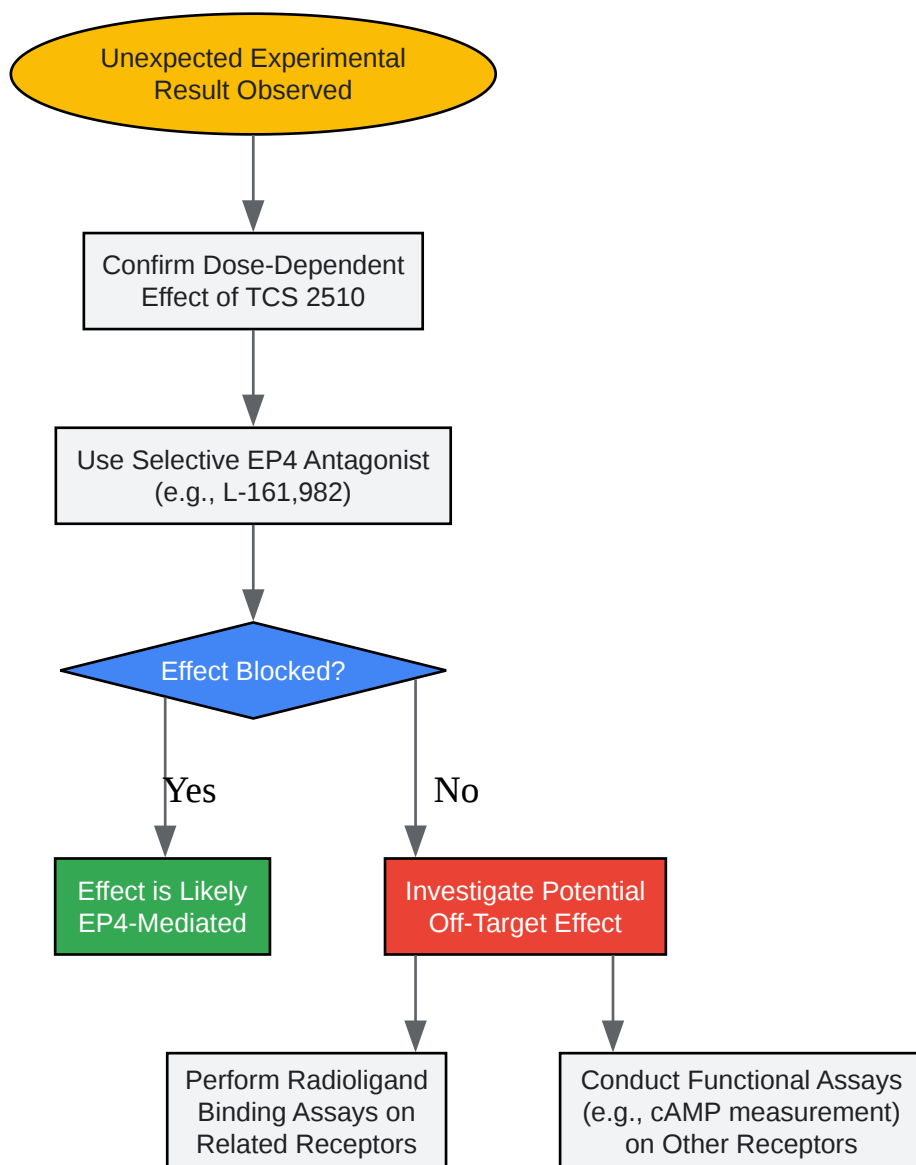 Unexpected Experimental
Result Observed
Confirm Dose-Dependent
Effect of TCS 2510
Use Selective EP4 Antagonist
(e.g., L-161,982)
Effect Blocked?
Yes
No
Effect is Likely
EP4-Mediated
Investigate Potential
Off-Target Effect
Perform Radioligand
Binding Assays on
Related Receptors
Conduct Functional Assays
(e.g., cAMP measurement)
on Other Receptors